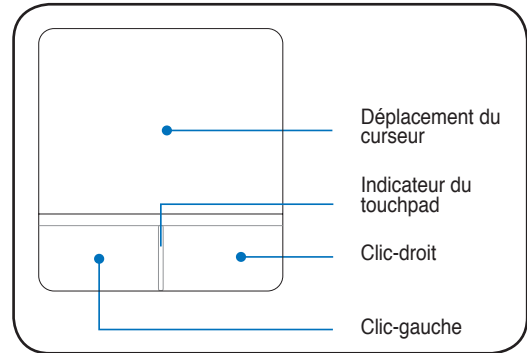 Déplacement du
curseur
Indicateur du
touchpad
Clic-droit
Clic-gauche